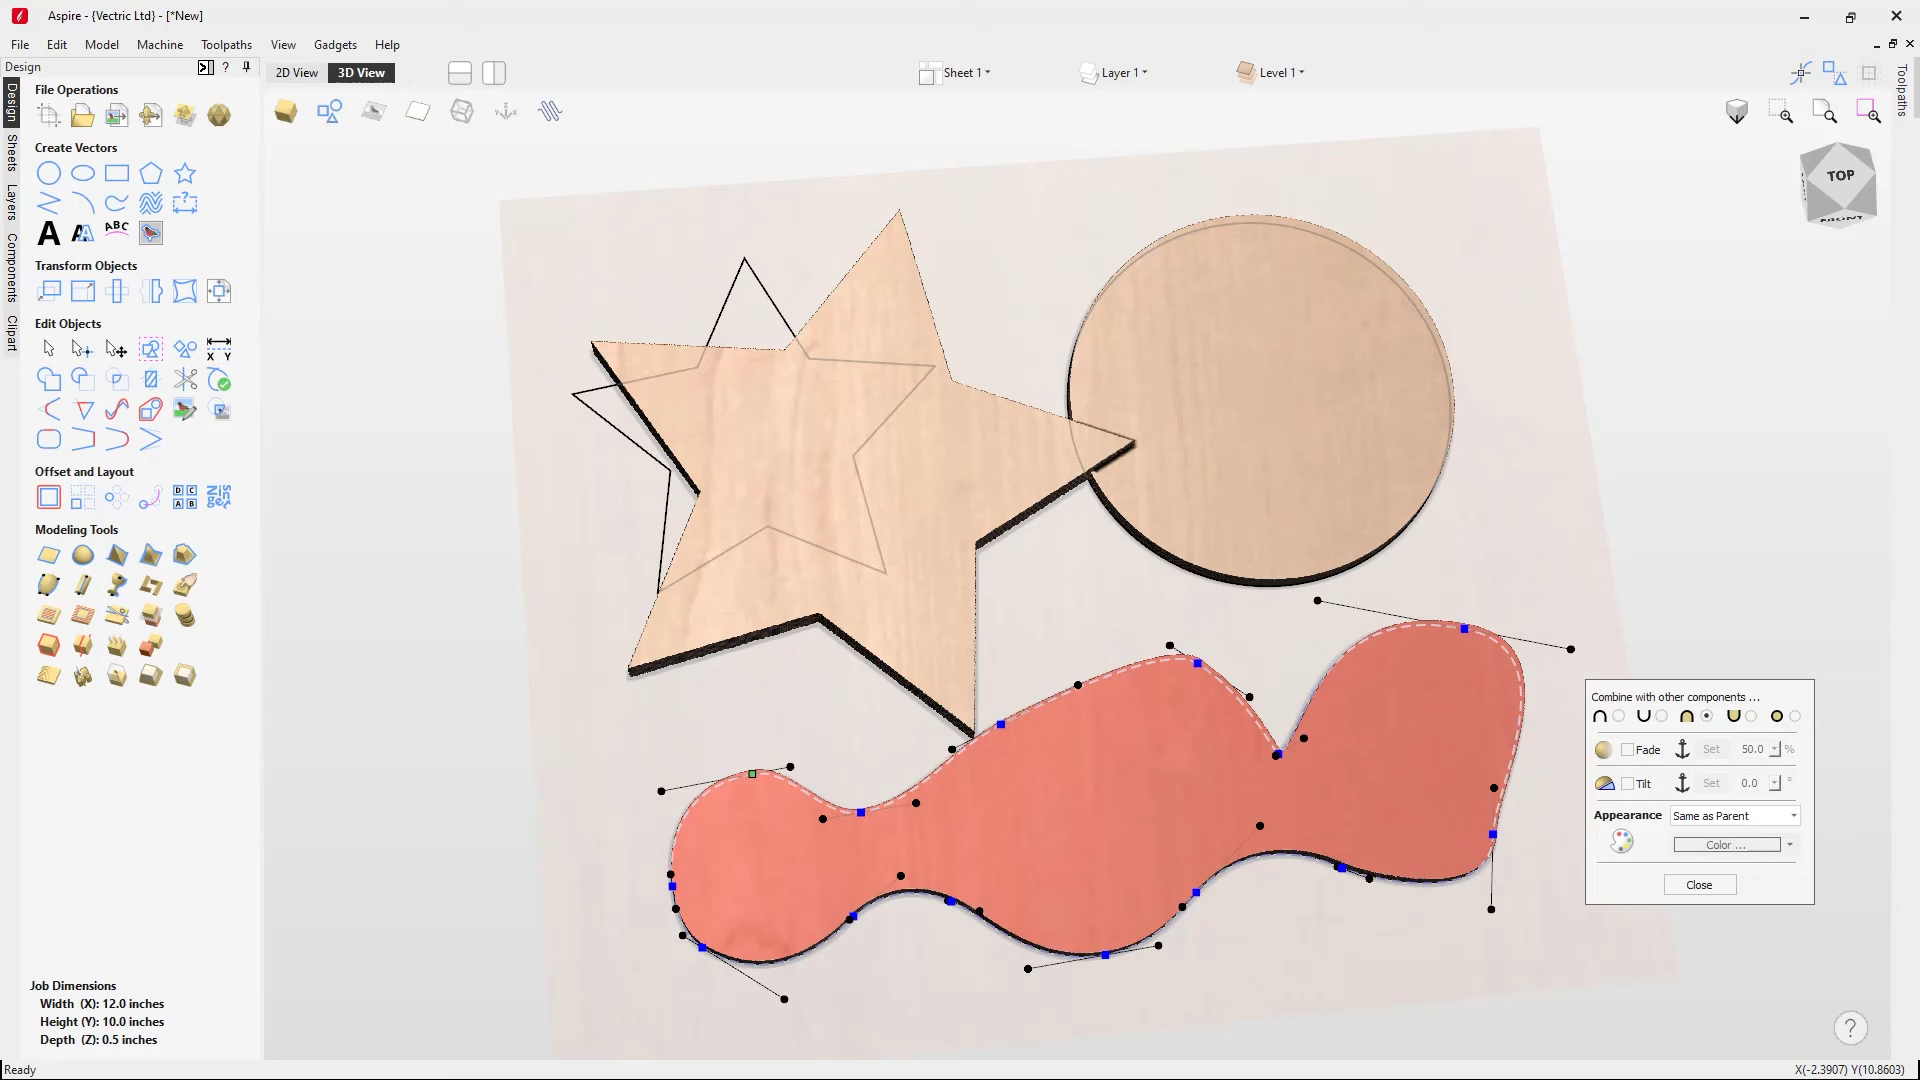 Aspire - {Vectric Ltd} - [*New]
File Edit Model Machine Toolpaths View Gadgets Help
Design ?
2D View 3D View Sheet 1 Layer 1 Level 1
Design
Sheets
Layers
Components
Clipart
Toolpaths
File Operations
Create Vectors
A A ABC
Transform Objects
Edit Objects
X Y
Offset and Layout
Modeling Tools
TOP
FRONT
Combine with other components ...
Fade Set 50.0 %
Tilt Set 0.0 °
Appearance Same as Parent
Color ...
Close
Job Dimensions
Width (X): 12.0 inches
Height (Y): 10.0 inches
Depth (Z): 0.5 inches
?
Ready X(-2.3907) Y(10.8603)